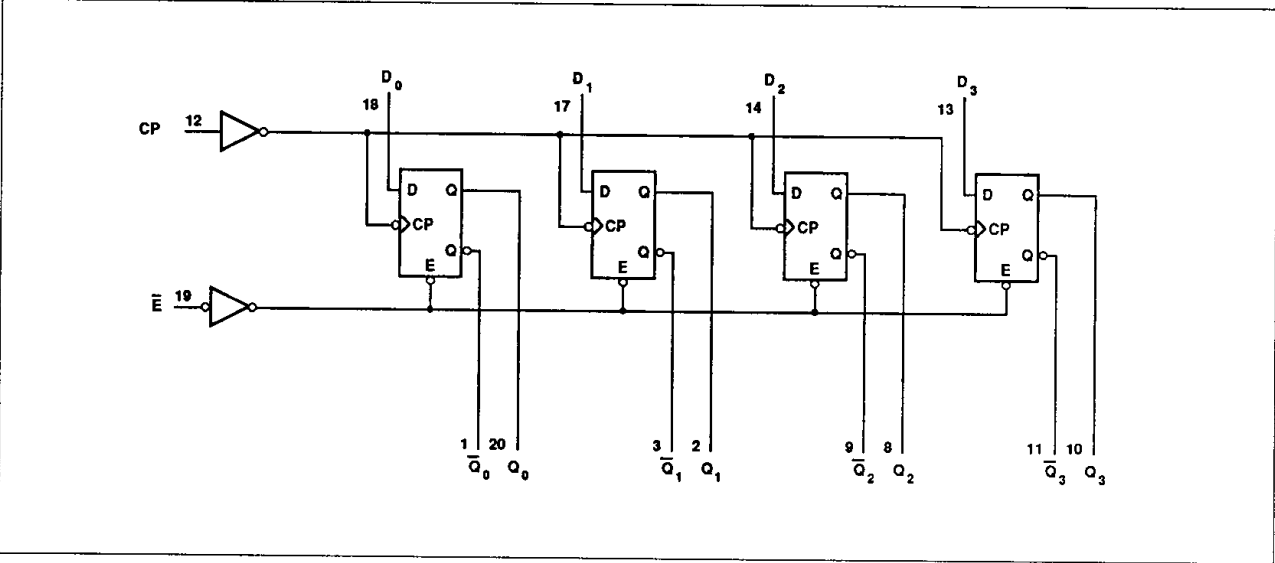 D0 D1 D2 D3
18 17 14 13
CP 12
D Q D Q D Q D Q
CP CP CP CP
Q Q Q Q
E E E E
E̅ 19
1 20 3 2 9 8 11 10
Q̅0 Q0 Q̅1 Q1 Q̅2 Q2 Q̅3 Q3